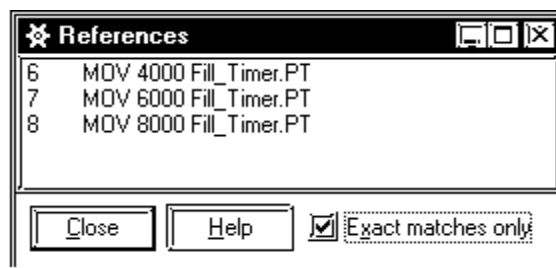 References
6 MOV 4000 Fill_Timer.PT
7 MOV 6000 Fill_Timer.PT
8 MOV 8000 Fill_Timer.PT
Close Help Exact matches only